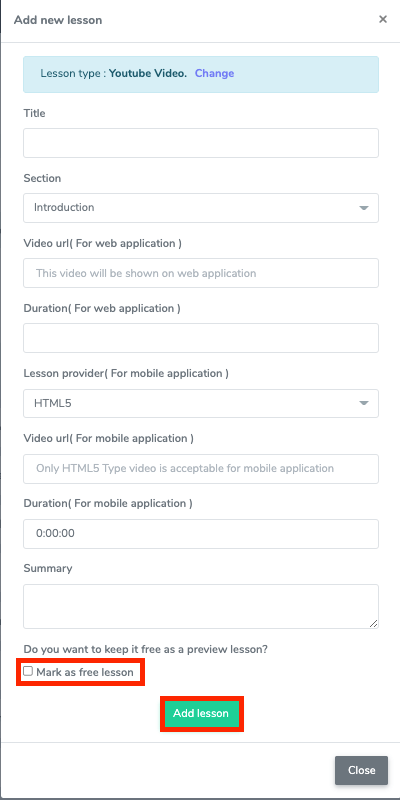 Add new lesson ×
Lesson type : Youtube Video. Change
Title
Section
Introduction
Video url( For web application )
This video will be shown on web application
Duration( For web application )
Lesson provider( For mobile application )
HTML5
Video url( For mobile application )
Only HTML5 Type video is acceptable for mobile application
Duration( For mobile application )
0:00:00
Summary
Do you want to keep it free as a preview lesson?
Mark as free lesson
Add lesson
Close